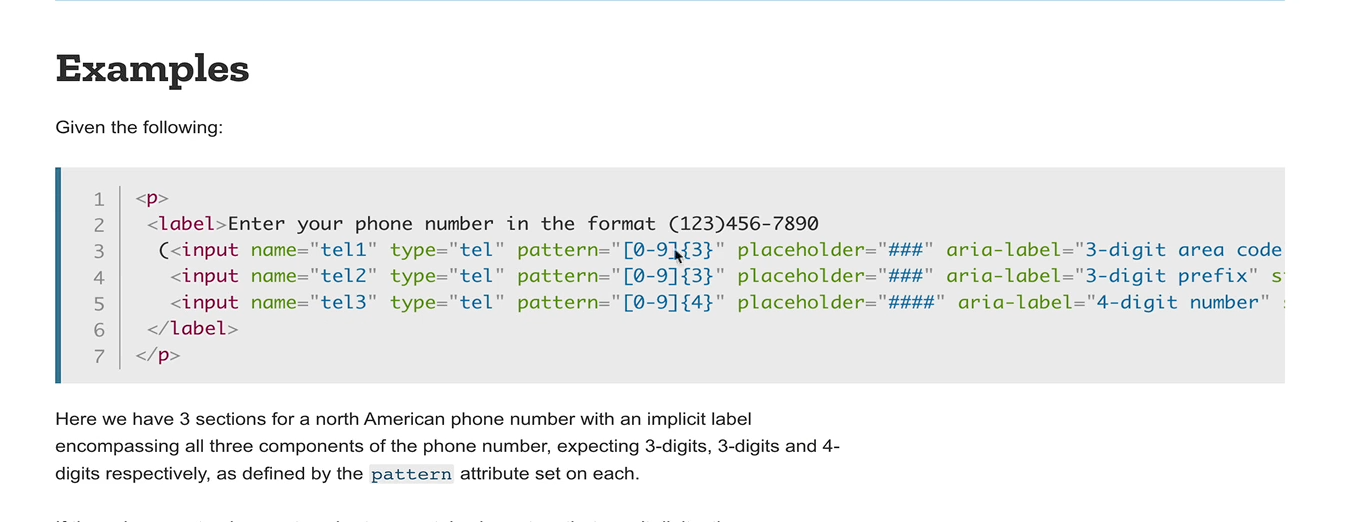 Examples
Given the following:
1 <p>
2 <label>Enter your phone number in the format (123)456-7890
3 (<input name="tel1" type="tel" pattern="[0-9]{3}" placeholder="###" aria-label="3-digit area code
4 <input name="tel2" type="tel" pattern="[0-9]{3}" placeholder="###" aria-label="3-digit prefix"
5 <input name="tel3" type="tel" pattern="[0-9]{4}" placeholder="####" aria-label="4-digit number"
6 </label>
7 </p>
Here we have 3 sections for a north American phone number with an implicit label
encompassing all three components of the phone number, expecting 3-digits, 3-digits and 4-
digits respectively, as defined by the pattern attribute set on each.